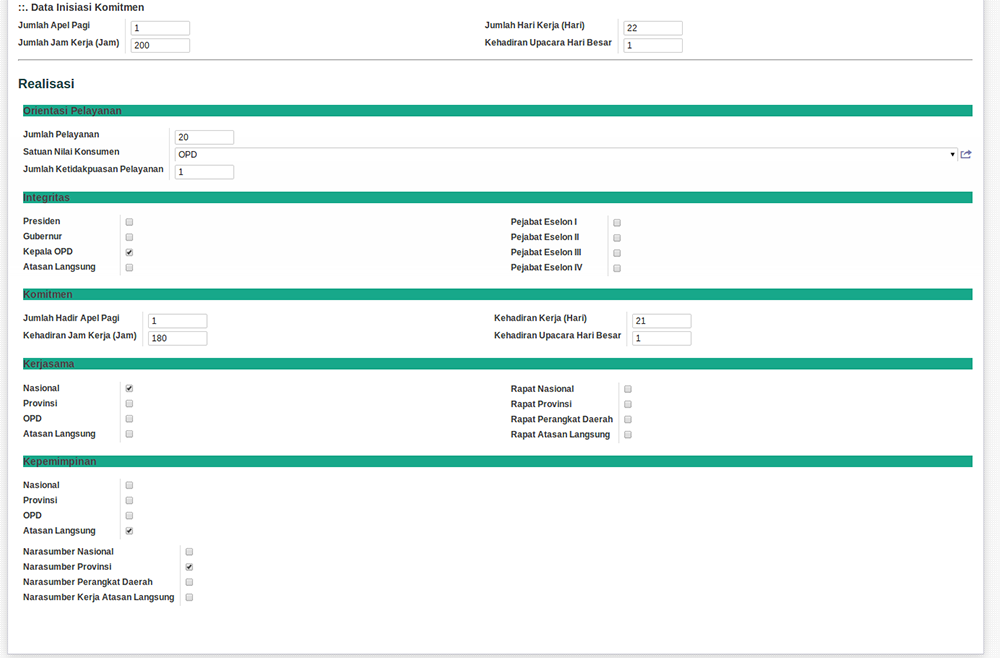 ::. Data Inisiasi Komitmen
Jumlah Apel Pagi 1 Jumlah Hari Kerja (Hari) 22
Jumlah Jam Kerja (Jam) 200 Kehadiran Upacara Hari Besar 1
Realisasi
Orientasi Pelayanan
Jumlah Pelayanan 20
Satuan Nilai Konsumen OPD
Jumlah Ketidakpuasan Pelayanan 1
Integritas
Presiden Pejabat Eselon I
Gubernur Pejabat Eselon II
Kepala OPD Pejabat Eselon III
Atasan Langsung Pejabat Eselon IV
Komitmen
Jumlah Hadir Apel Pagi 1 Kehadiran Kerja (Hari) 21
Kehadiran Jam Kerja (Jam) 180 Kehadiran Upacara Hari Besar 1
Kerjasama
Nasional Rapat Nasional
Provinsi Rapat Provinsi
OPD Rapat Perangkat Daerah
Atasan Langsung Rapat Atasan Langsung
Kepemimpinan
Nasional
Provinsi
OPD
Atasan Langsung
Narasumber Nasional
Narasumber Provinsi
Narasumber Perangkat Daerah
Narasumber Kerja Atasan Langsung